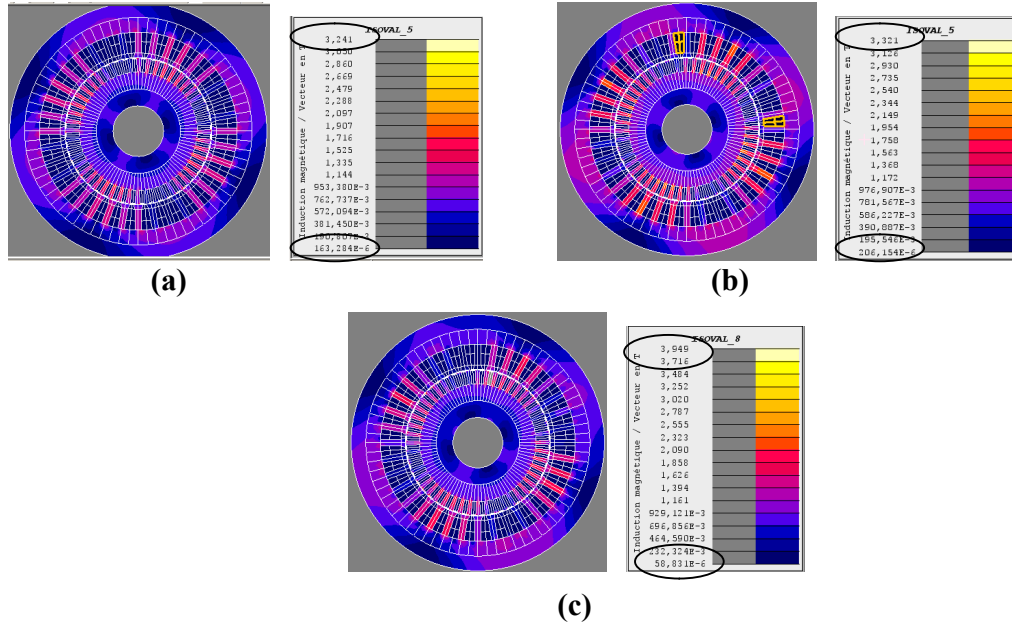 ISOVAL_5
3,241
3,050
2,860
2,669
2,479
2,288
2,097
1,907
1,716
1,525
1,335
1,144
953,380E-3
762,737E-3
572,094E-3
381,450E-3
190,807E-3
163,284E-6
Induction magnétique / Vecteur en T
(a)
ISOVAL_5
3,321
3,126
2,930
2,735
2,540
2,344
2,149
1,954
1,758
1,563
1,368
1,172
976,907E-3
781,567E-3
586,227E-3
390,887E-3
195,546E-3
206,154E-6
Induction magnétique / Vecteur en T
(b)
ISOVAL_8
3,949
3,716
3,484
3,252
3,020
2,787
2,555
2,323
2,090
1,858
1,626
1,394
1,161
929,121E-3
696,856E-3
464,590E-3
232,324E-3
58,831E-6
Induction magnétique / Vecteur en T
(c)